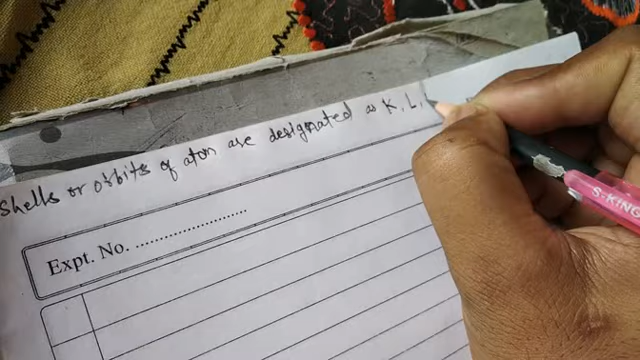 shells or orbits of atom are designated as K, L,
Expt. No. ..........................
S-KING